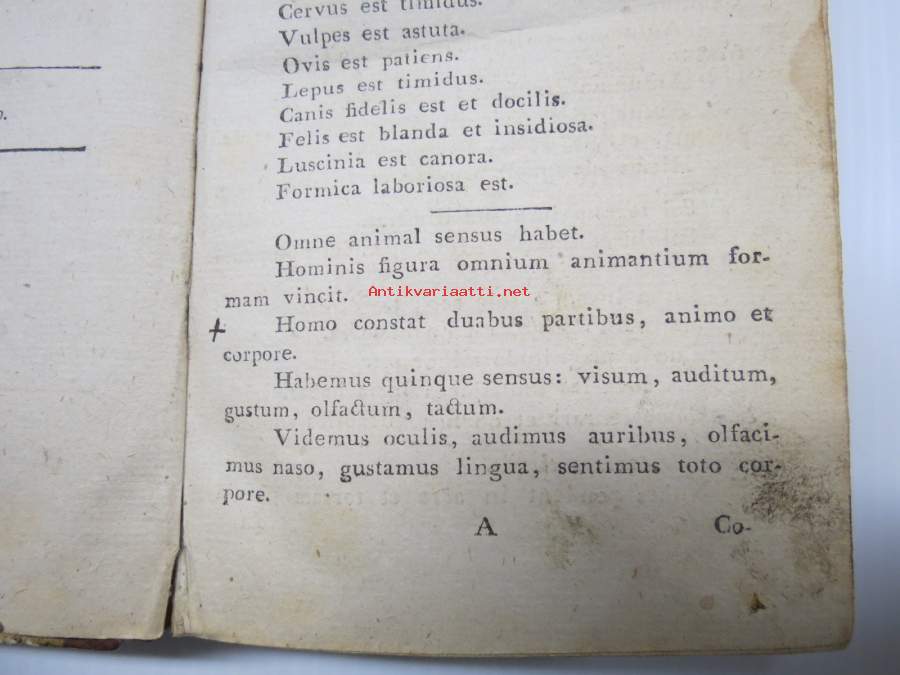 Cervus est timidus.
Vulpes est astuta.
Ovis est patiens.
Lepus est timidus.
Canis fidelis est et docilis.
Felis est blanda et insidiosa.
Luscinia est canora.
Formica laboriosa est.
Omne animal sensus habet.
Hominis figura omnium animantium for-
mam vincit.
Antikvariaatti.net
Homo constat duabus partibus, animo et
corpore.
Habemus quinque sensus: visum, auditum,
gustum, olfactum, tactum.
Videmus oculis, audimus auribus, olfaci-
mus naso, gustamus lingua, sentimus toto cor-
pore.
A Co-